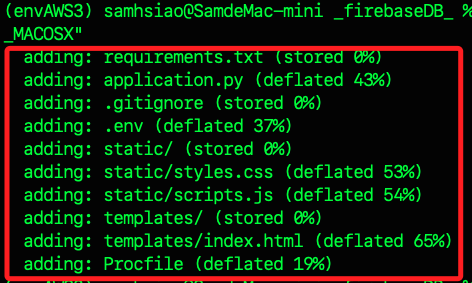 (envAWS3) samhsiao@SamdeMac-mini _firebaseDB_ %
_MACOSX"
adding: requirements.txt (stored 0%)
adding: application.py (deflated 43%)
adding: .gitignore (stored 0%)
adding: .env (deflated 37%)
adding: static/ (stored 0%)
adding: static/styles.css (deflated 53%)
adding: static/scripts.js (deflated 54%)
adding: templates/ (stored 0%)
adding: templates/index.html (deflated 65%)
adding: Procfile (deflated 19%)